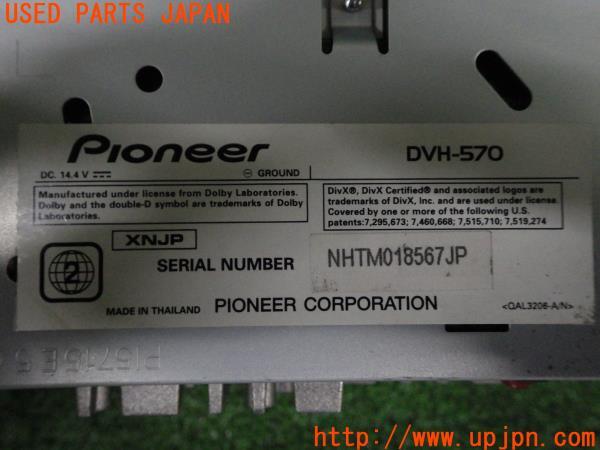 USED PARTS JAPAN
Pioneer
DVH-570
DC. 14.4 V
GROUND
Manufactured under license from Dolby Laboratories.
Dolby and the double-D symbol are trademarks of Dolby
Laboratories.
DivX®, DivX Certified® and associated logos are
trademarks of DivX, Inc. and are used under license.
Covered by one or more of the following U.S.
patents:7,295,673; 7,460,668; 7,515,710; 7,519,274
XNJP
2
SERIAL NUMBER
NHTM018567JP
MADE IN THAILAND
PIONEER CORPORATION
<QAL3206-A/N>
http://www.upjpn.com/